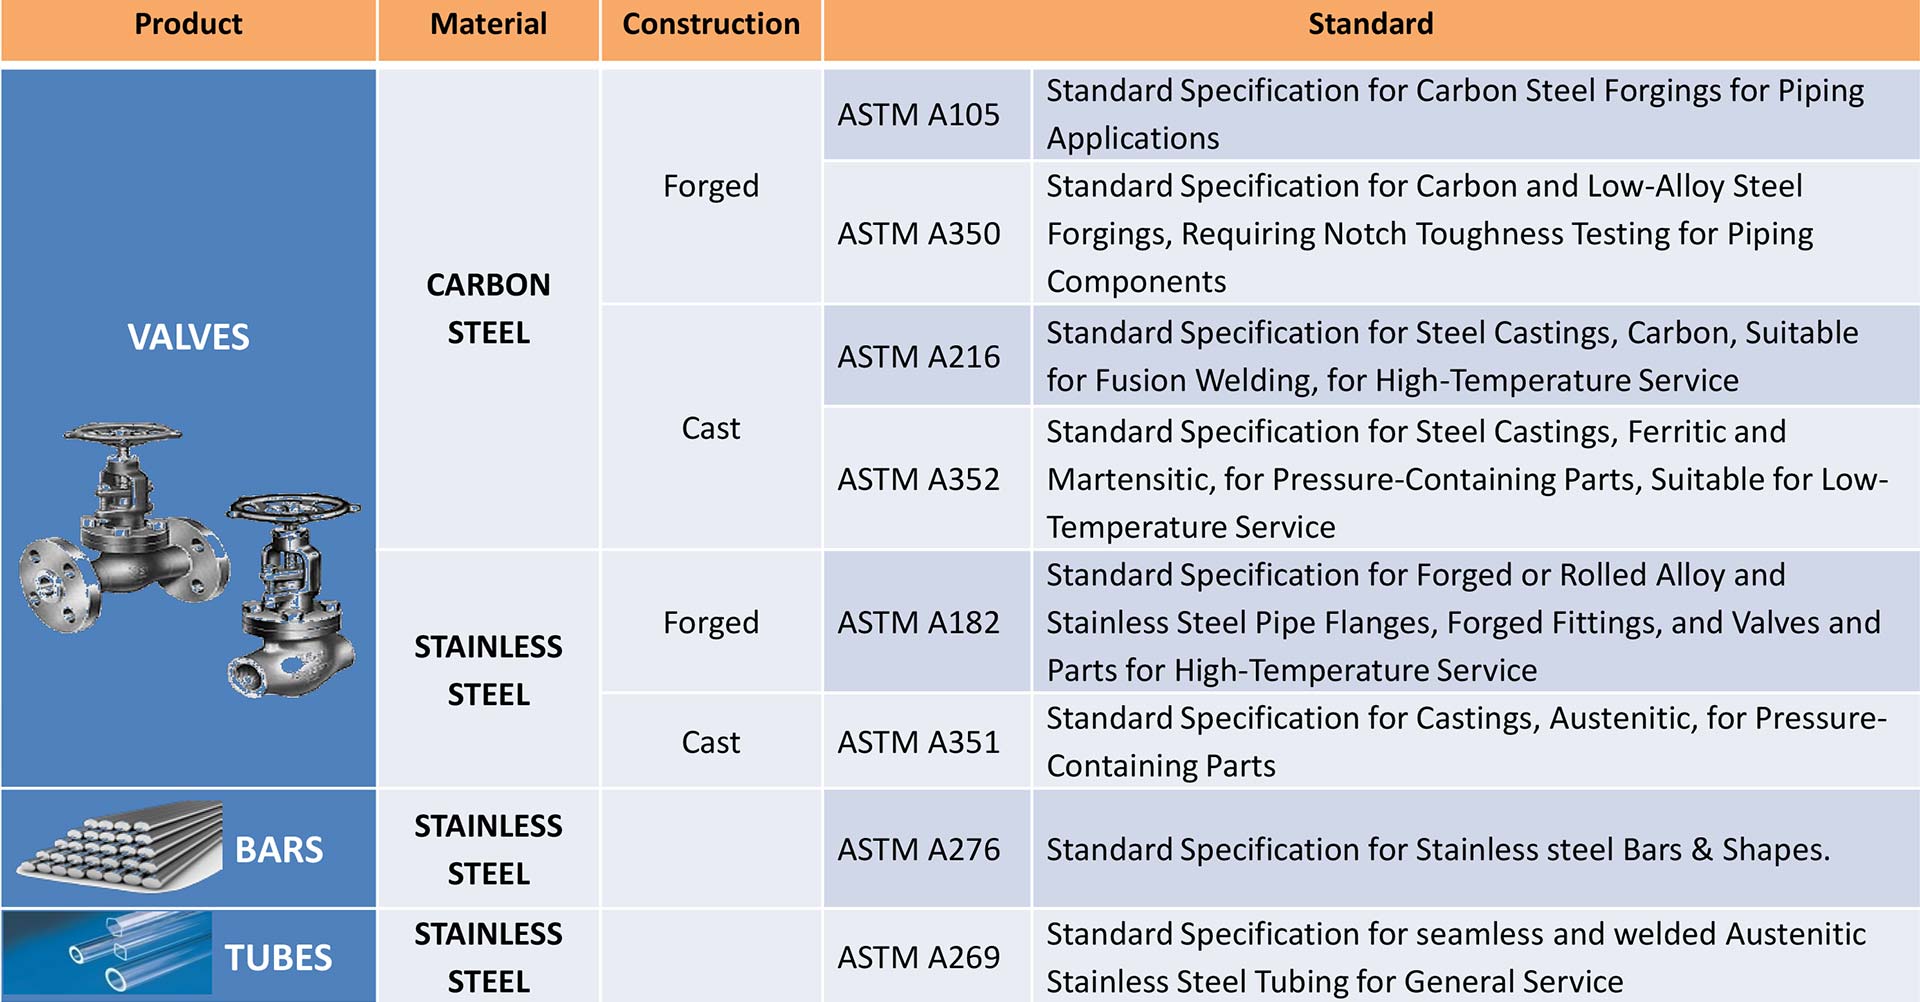 Product Material Construction Standard
VALVES
CARBON
STEEL
Forged
ASTM A105
Standard Specification for Carbon Steel Forgings for Piping
Applications
ASTM A350
Standard Specification for Carbon and Low-Alloy Steel
Forgings, Requiring Notch Toughness Testing for Piping
Components
Cast
ASTM A216
Standard Specification for Steel Castings, Carbon, Suitable
for Fusion Welding, for High-Temperature Service
ASTM A352
Standard Specification for Steel Castings, Ferritic and
Martensitic, for Pressure-Containing Parts, Suitable for Low-
Temperature Service
STAINLESS
STEEL
Forged
ASTM A182
Standard Specification for Forged or Rolled Alloy and
Stainless Steel Pipe Flanges, Forged Fittings, and Valves and
Parts for High-Temperature Service
Cast
ASTM A351
Standard Specification for Castings, Austenitic, for Pressure-
Containing Parts
BARS
STAINLESS
STEEL
ASTM A276
Standard Specification for Stainless steel Bars & Shapes.
TUBES
STAINLESS
STEEL
ASTM A269
Standard Specification for seamless and welded Austenitic
Stainless Steel Tubing for General Service